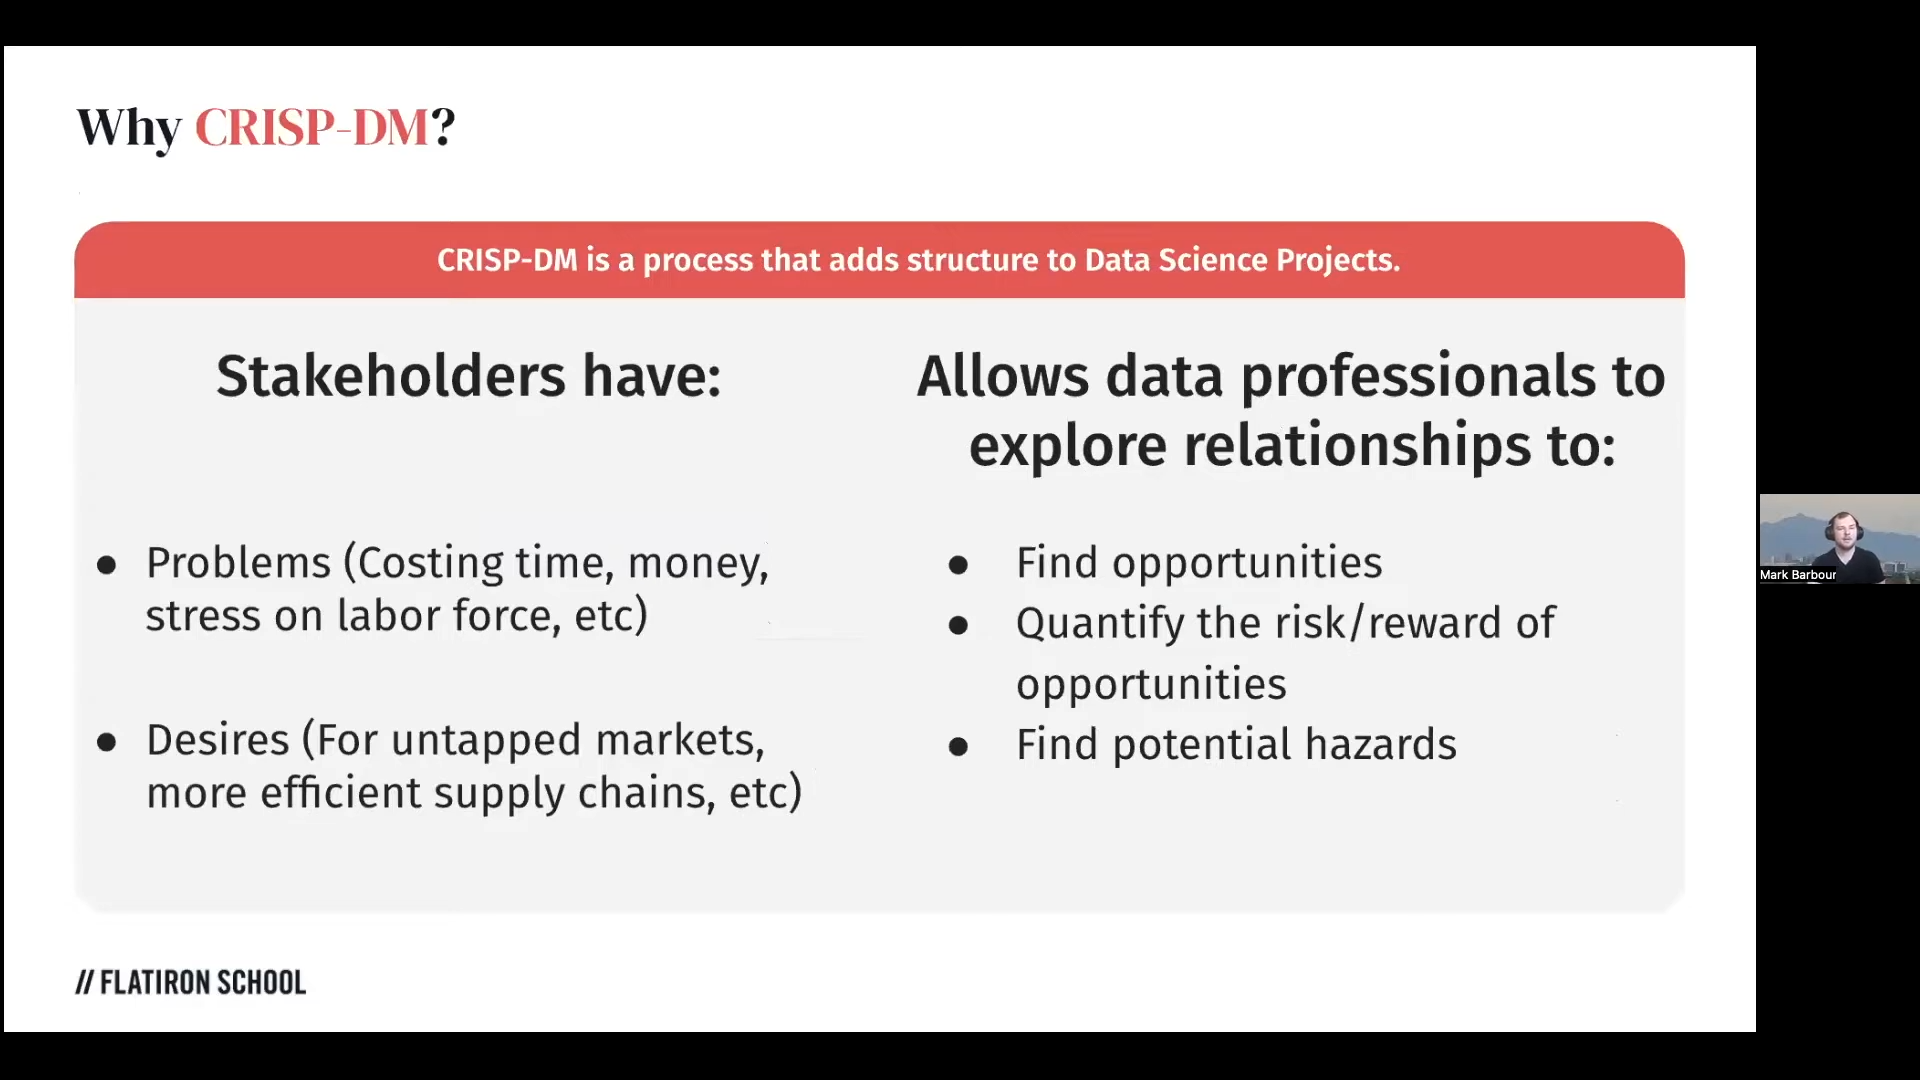 Why CRISP-DM?
CRISP-DM is a process that adds structure to Data Science Projects.
Stakeholders have:
● Problems (Costing time, money,
stress on labor force, etc)
● Desires (For untapped markets,
more efficient supply chains, etc)
Allows data professionals to
explore relationships to:
● Find opportunities
● Quantify the risk/reward of
opportunities
● Find potential hazards
// FLATIRON SCHOOL
Mark Barbour